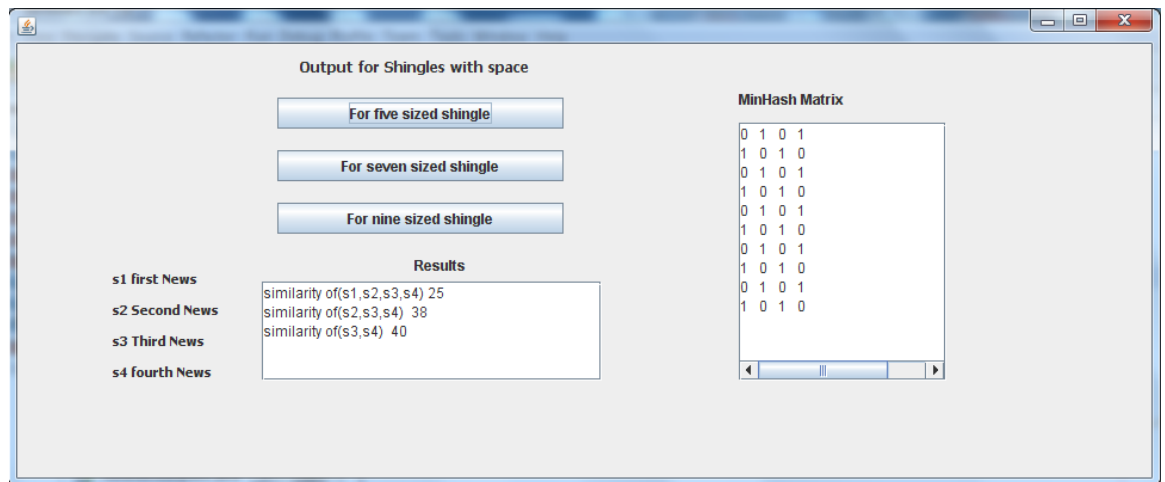 Output for Shingles with space
For five sized shingle
For seven sized shingle
For nine sized shingle
Results
s1 first News
s2 Second News
s3 Third News
s4 fourth News
similarity of(s1,s2,s3,s4) 25
similarity of(s2,s3,s4) 38
similarity of(s3,s4) 40
MinHash Matrix
0 1 0 1
1 0 1 0
0 1 0 1
1 0 1 0
0 1 0 1
1 0 1 0
0 1 0 1
1 0 1 0
0 1 0 1
1 0 1 0